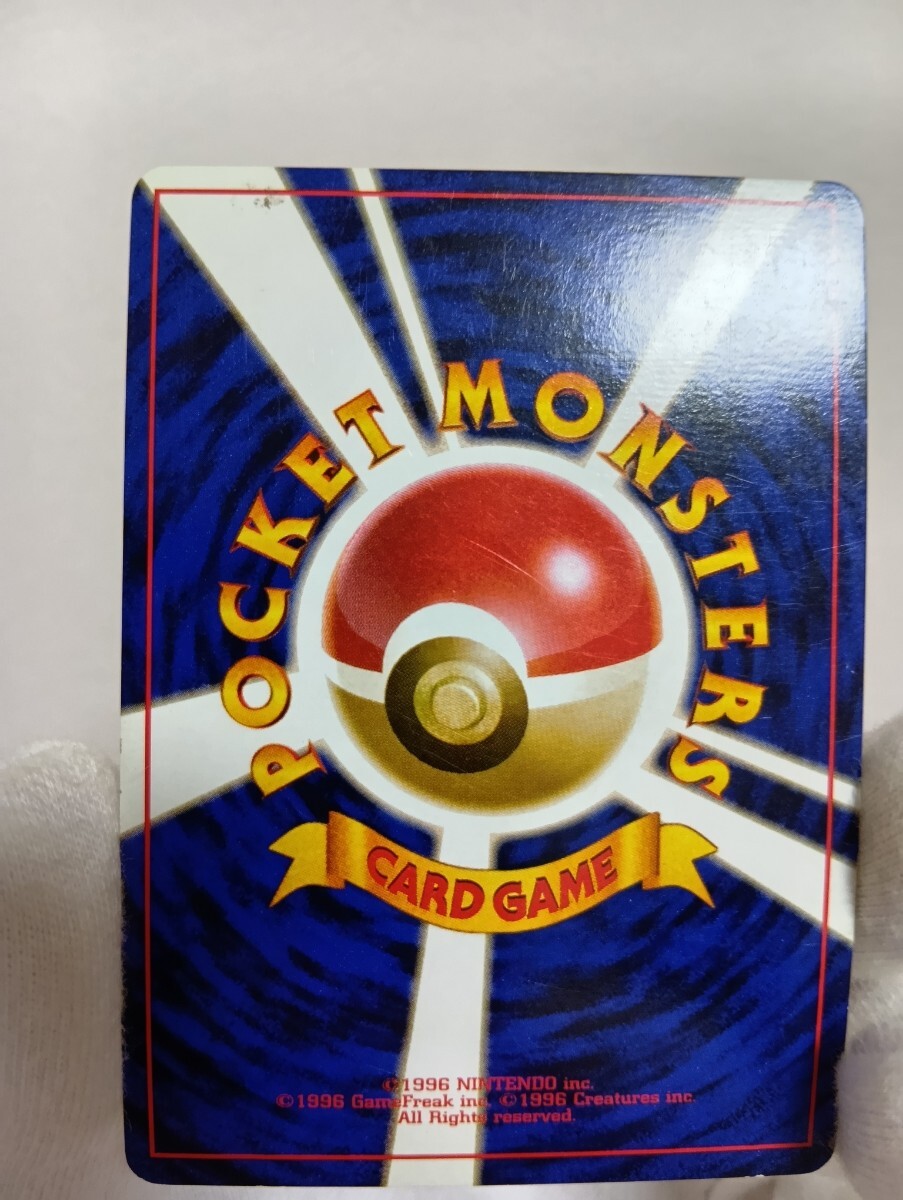 POCKET MONSTERS
CARD GAME
©1996 NINTENDO inc.
©1996 GameFreak inc. ©1996 Creatures inc.
All Rights reserved.